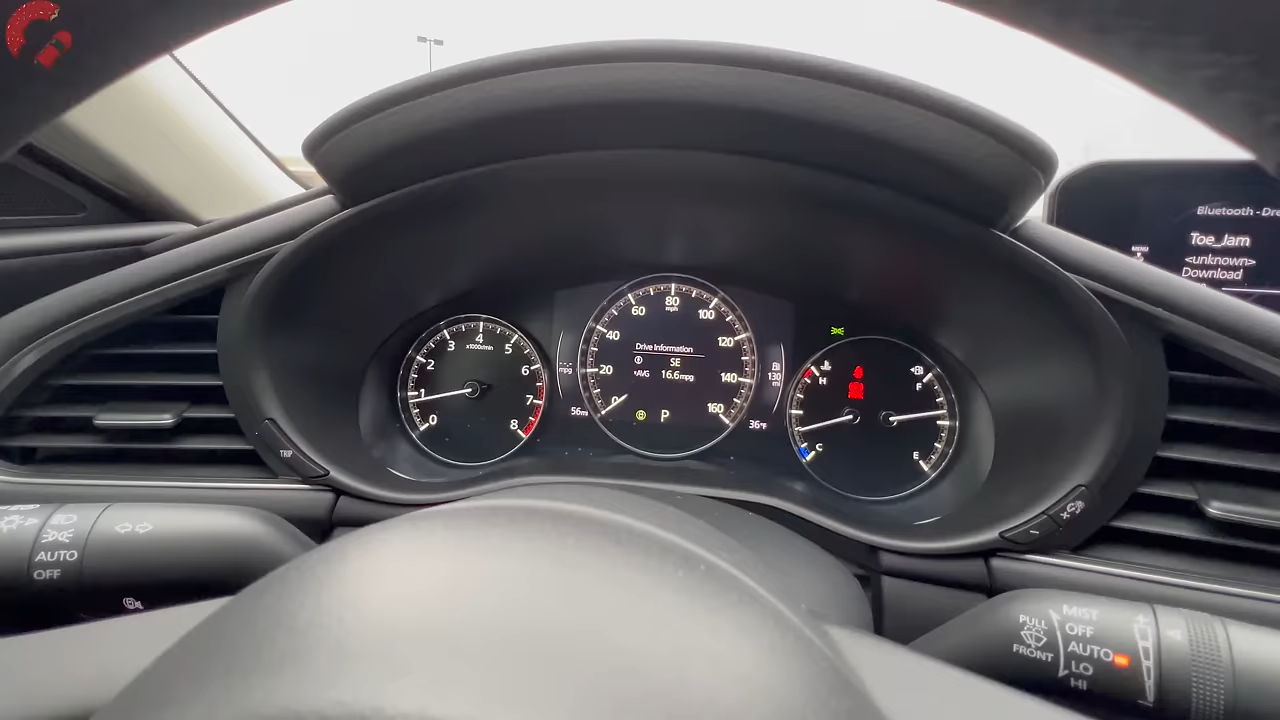 Bluetooth - Dr
Toe_Jam
<unknown>
Download
MENU
0
1
2
3
4
5
6
7
8
x1000r/min
mpg
56mi
0
20
40
60
80
100
120
140
160
mph
Drive Information
SE
AVG 16.6mpg
P
130
mi
36°F
H
C
F
E
TRIP
AUTO
OFF
PULL
FRONT
MIST
OFF
AUTO
LO
HI
+
−